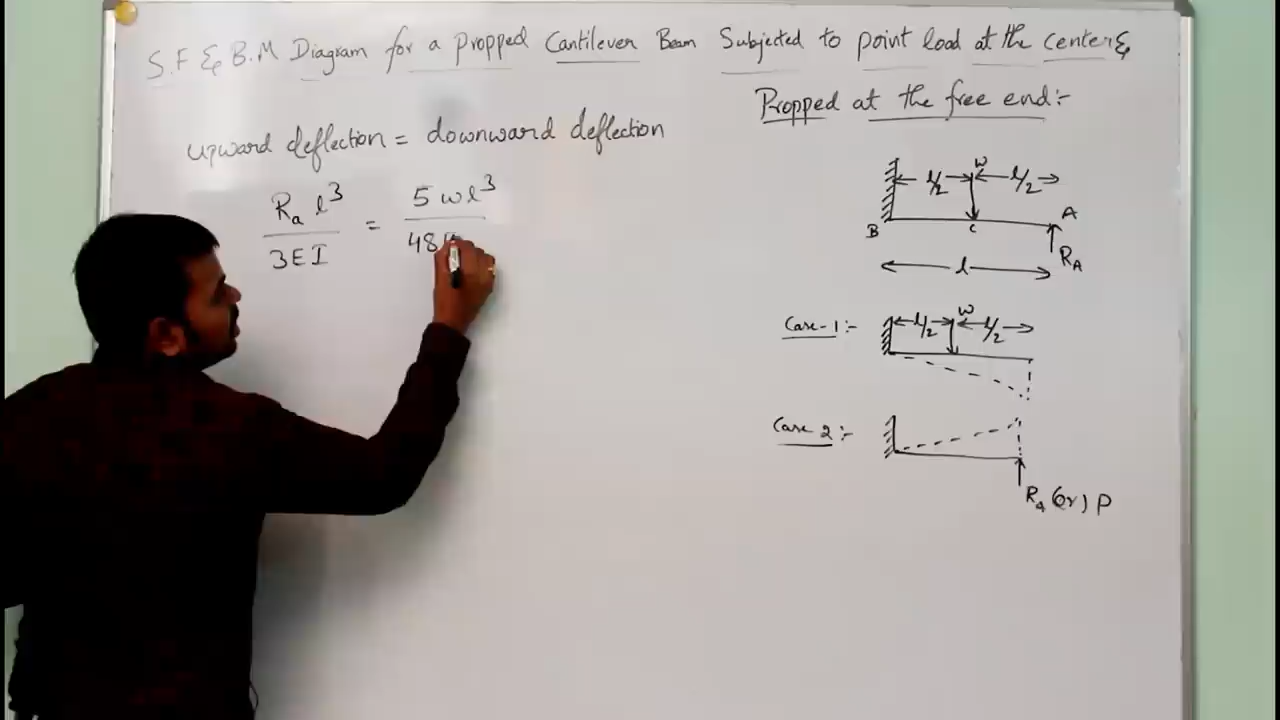 S.F & B.M Diagram for a propped Cantilever Beam Subjected to point load at the center &
Propped at the free end:-
upward deflection = downward deflection
Ra l³ / 3EI = 5wl³ / 48
w
l/2 l/2
B C A
RA
l
Case-1:- l/2 w l/2
Case 2:-
Ra (or) P